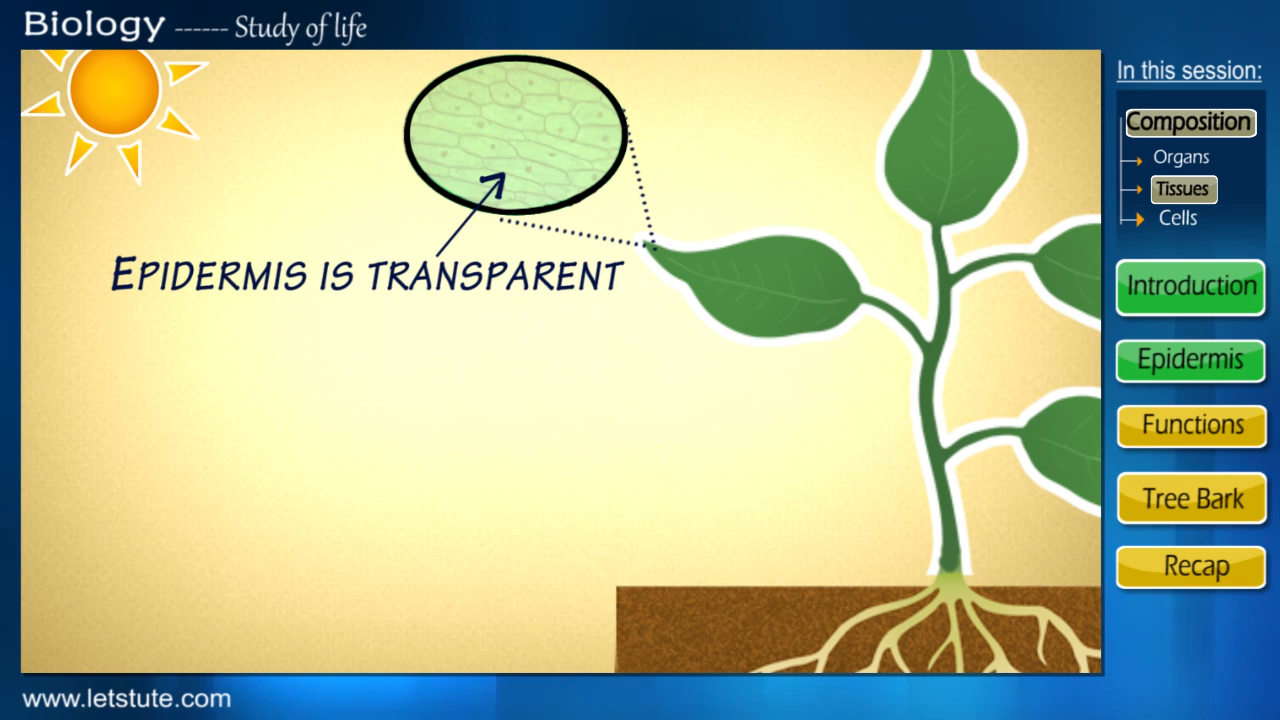 Biology ------ Study of life
In this session:
Composition
Organs
Tissues
Cells
EPIDERMIS IS TRANSPARENT
Introduction
Epidermis
Functions
Tree Bark
Recap
www.letstute.com